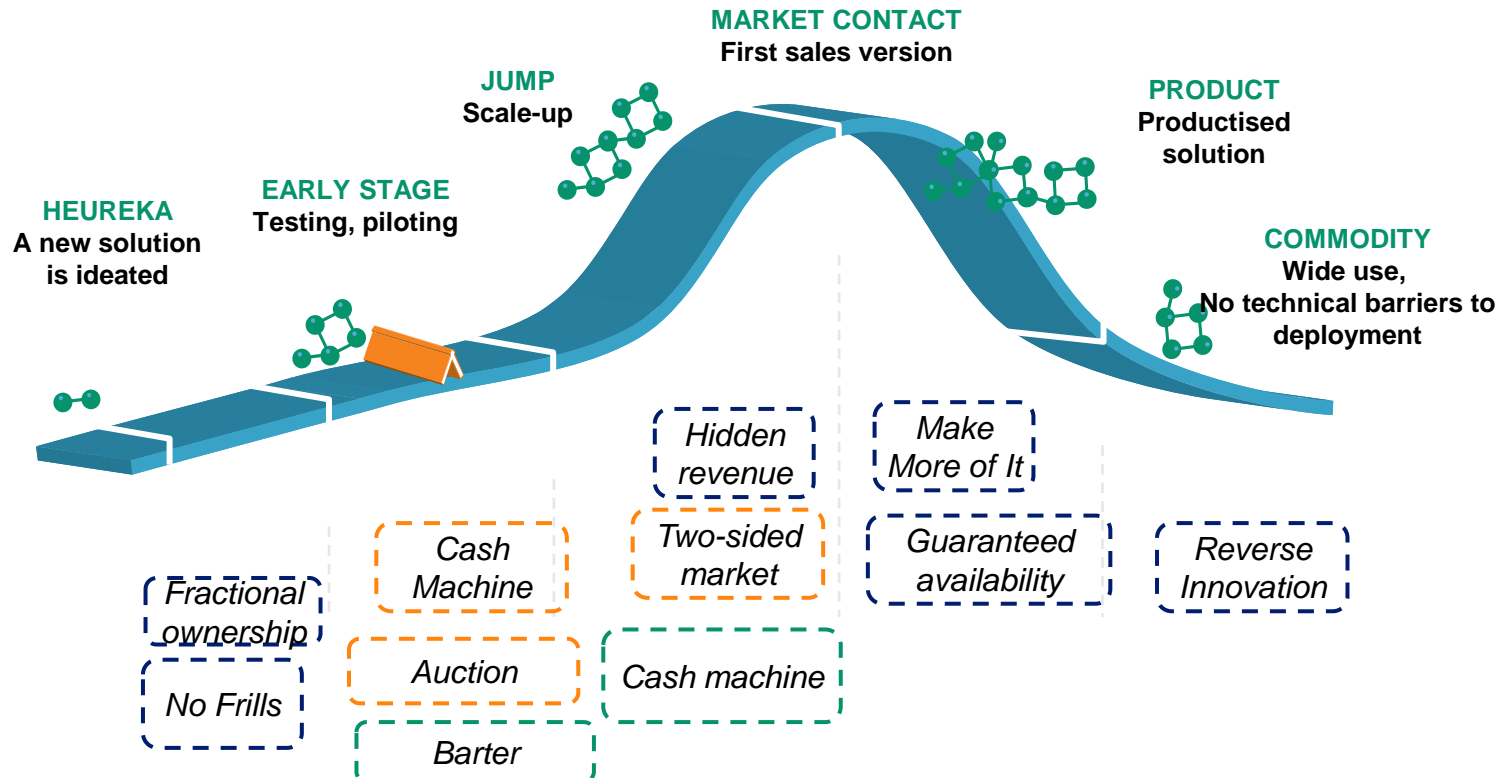 MARKET CONTACT
First sales version
JUMP
Scale-up
PRODUCT
Productised
solution
EARLY STAGE
Testing, piloting
HEUREKA
A new solution
is ideated
COMMODITY
Wide use,
No technical barriers to
deployment
Hidden
revenue
Make
More of It
Cash
Machine
Two-sided
market
Guaranteed
availability
Reverse
Innovation
Fractional
ownership
Auction
Cash machine
No Frills
Barter